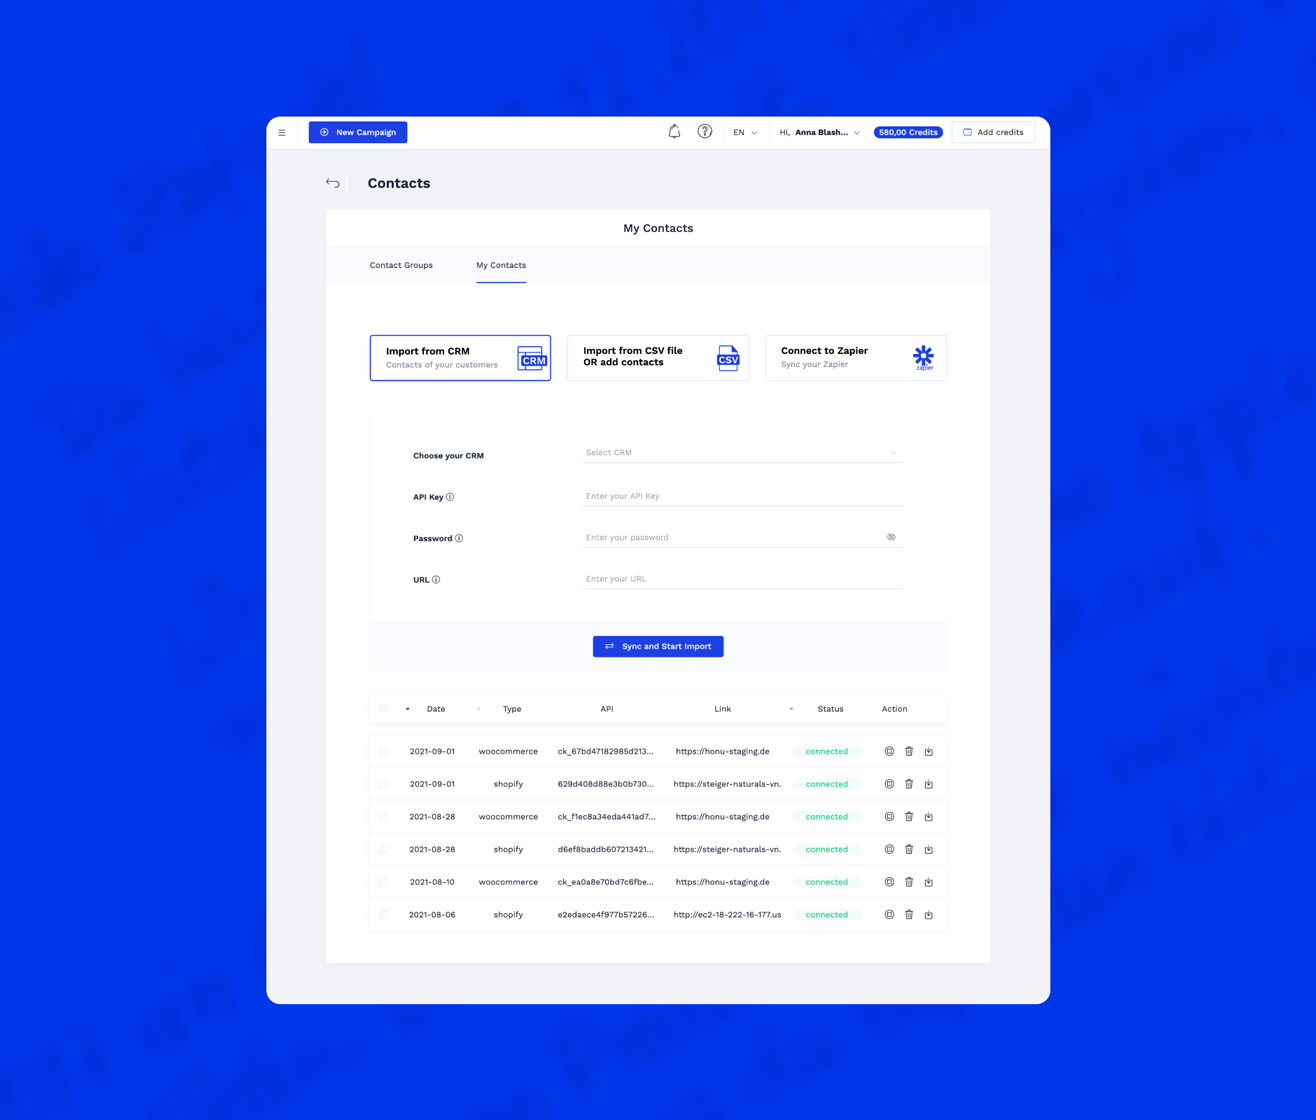 New Campaign
EN
Hi, Anna Blash...
580,00 Credits
Add credits
Contacts
My Contacts
Contact Groups
My Contacts
Import from CRM
Contacts of your customers
CRM
Import from CSV file
OR add contacts
CSV
Connect to Zapier
Sync your Zapier
zapier
Choose your CRM
Select CRM
API Key
Enter your API Key
Password
Enter your password
URL
Enter your URL
Sync and Start Import
Date Type API Link Status Action
2021-09-01 woocommerce ck_67bd47182985d213... https://honu-staging.de connected
2021-09-01 shopify 629d408d88e3b0b730... https://steiger-naturals-vn. connected
2021-08-28 woocommerce ck_f1ec8a34eda441ad7... https://honu-staging.de connected
2021-08-28 shopify d6ef8baddb607213421... https://steiger-naturals-vn. connected
2021-08-10 woocommerce ck_ea0a8e70bd7c6fbe... https://honu-staging.de connected
2021-08-06 shopify e2edaece4f977b57226... http://ec2-18-222-16-177.us connected